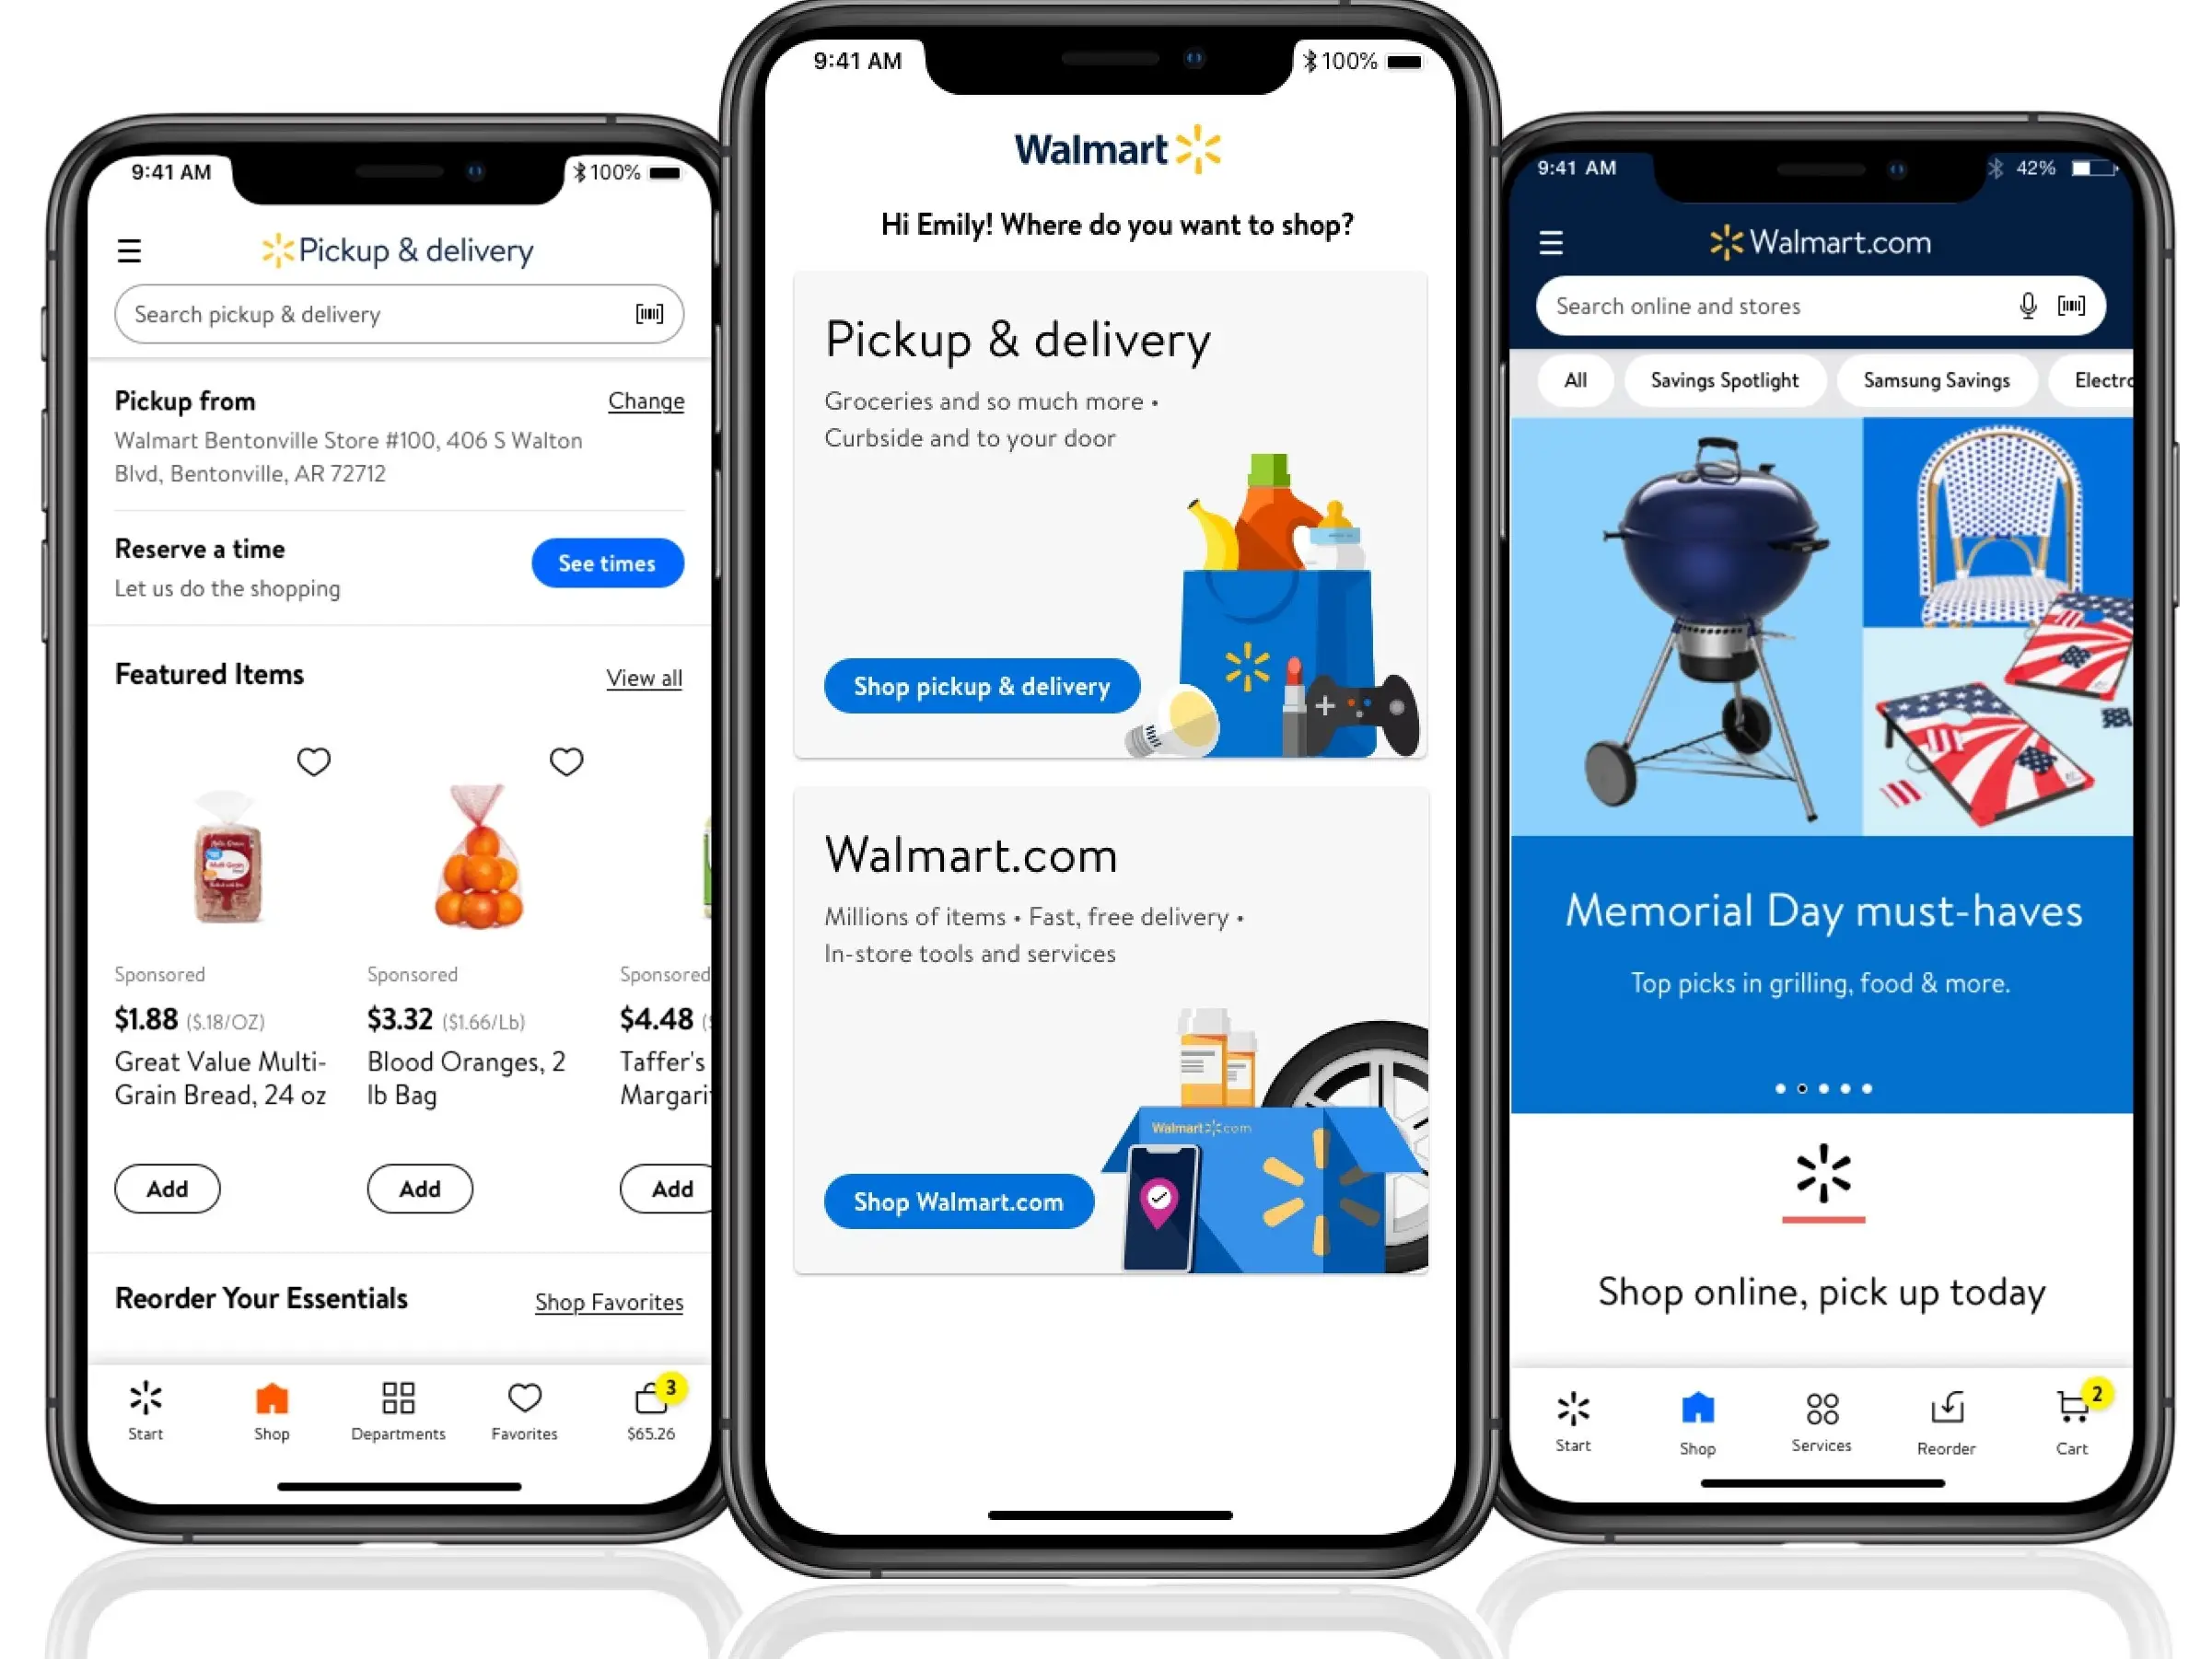 9:41 AM
100%
Pickup & delivery
Search pickup & delivery
Pickup from
Change
Walmart Bentonville Store #100, 406 S Walton
Blvd, Bentonville, AR 72712
Reserve a time
Let us do the shopping
See times
Featured Items
View all
Multi Grain
Sponsored
Sponsored
Sponsored
$1.88 ($.18/OZ)
$3.32 ($1.66/Lb)
$4.48 (
Great Value Multi-
Grain Bread, 24 oz
Blood Oranges, 2
lb Bag
Taffer's
Margari
Add
Add
Add
Reorder Your Essentials
Shop Favorites
Start
Shop
Departments
Favorites
3
$65.26
9:41 AM
100%
Walmart
Hi Emily! Where do you want to shop?
Pickup & delivery
Groceries and so much more •
Curbside and to your door
Shop pickup & delivery
Walmart.com
Millions of items • Fast, free delivery •
In-store tools and services
Walmart.com
Shop Walmart.com
9:41 AM
42%
Walmart.com
Search online and stores
All
Savings Spotlight
Samsung Savings
Electro
Memorial Day must-haves
Top picks in grilling, food & more.
Shop online, pick up today
Start
Shop
Services
Reorder
2
Cart